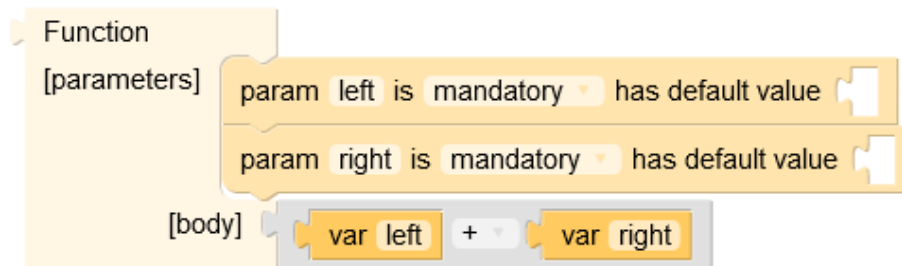 Function
[parameters]
param left is mandatory has default value
param right is mandatory has default value
[body]
var left + var right